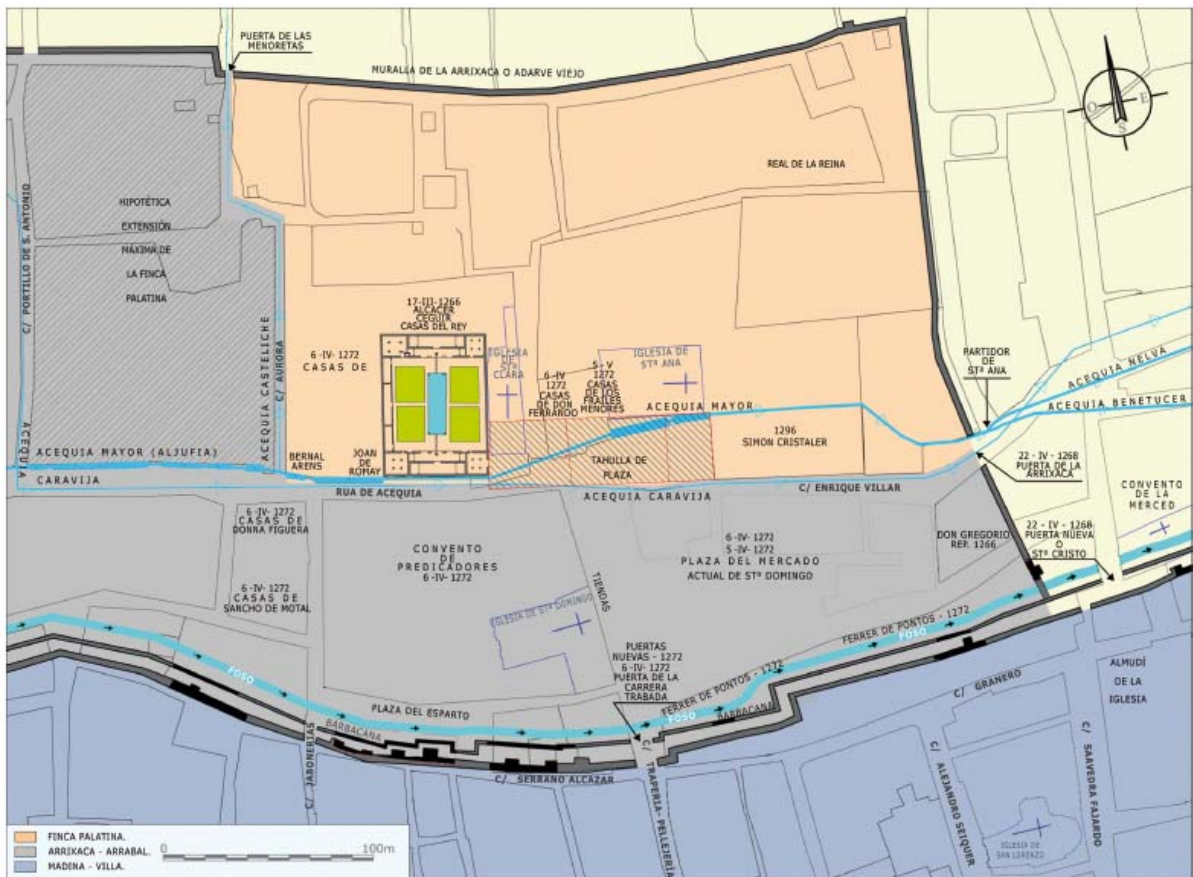 PUERTA DE LAS
MENORETAS
MURALLA DE LA ARRIXACA O ADARVE VIEJO
O
E
S
REAL DE LA REINA
C/ PORTILLO DE S. ANTONIO
HIPOTÉTICA
EXTENSIÓN
MÁXIMA DE
LA FINCA
PALATINA
ACEQUIA CASTELICHE
C/ AURORA
17-III-1266
ALCACER
CEGUIR
CASAS DEL REY
6 -IV- 1272
CASAS DE
IGLESIA
DE
STª
CLARA
6 -IV-
1272
CASAS
DE DON
FERRANDO
5 - V
1272
CASAS
DE LOS
FRAILES
MENORES
IGLESIA DE
STª ANA
PARTIDOR
DE
STª ANA
ACEQUIA NELVA
ACEQUIA BENETUCER
ACEQUIA MAYOR
1296
SIMON CRISTALER
TAHULLA DE
PLAZA
ACEQUIA
ACEQUIA MAYOR (ALJUFIA)
CARAVIJA
BERNAL
ARENS
JOAN
DE
ROMAY
RUA DE ACEQUIA
ACEQUIA CARAVIJA
C/ ENRIQUE VILLAR
22 - IV - 1268
PUERTA DE LA
ARRIXACA
CONVENTO
DE LA
MERCED
22 - IV - 1268
PUERTA NUEVA
O
STº CRISTO
6 -IV- 1272
CASAS DE
DONNA FIGUERA
CONVENTO
DE
PREDICADORES
6 -IV- 1272
6 -IV- 1272
5 -IV- 1272
PLAZA DEL MERCADO
ACTUAL DE STº DOMINGO
DON GREGORIO
REP. 1266
6 -IV- 1272
CASAS DE
SANCHO DE MOTAL
IGLESIA DE STº DOMINGO
TIENDAS
PUERTAS
NUEVAS - 1272
6 -IV- 1272
PUERTA DE LA
CARRERA
TRABADA
FERRER DE PONTOS - 1272
FOSO
FERRER DE PONTOS - 1272
FOSO
BARBACANA
FOSO
PLAZA DEL ESPARTO
BARBACANA
C/ JABONERIAS
C/ SERRANO ALCAZAR
C/ TRAPERIA- PELLEJERÍA
C/ GRANERO
ALMUDÍ
DE LA
IGLESIA
C/ ALEJANDRO SEIQUER
C/ SAAVEDRA FAJARDO
IGLESIA DE
SAN LORENZO
FINCA PALATINA.
ARRIXACA - ARRABAL.
MADINA - VILLA.
0
100m